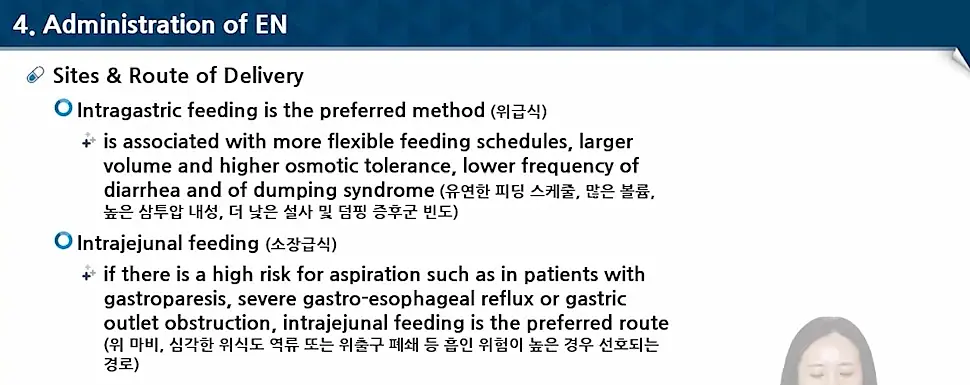 4. Administration of EN
Sites & Route of Delivery
Intragastric feeding is the preferred method (위급식)
is associated with more flexible feeding schedules, larger
volume and higher osmotic tolerance, lower frequency of
diarrhea and of dumping syndrome (유연한 피딩 스케줄, 많은 볼륨,
높은 삼투압 내성, 더 낮은 설사 및 덤핑 증후군 빈도)
Intrajejunal feeding (소장급식)
if there is a high risk for aspiration such as in patients with
gastroparesis, severe gastro-esophageal reflux or gastric
outlet obstruction, intrajejunal feeding is the preferred route
(위 마비, 심각한 위식도 역류 또는 위출구 폐쇄 등 흡인 위험이 높은 경우 선호되는
경로)